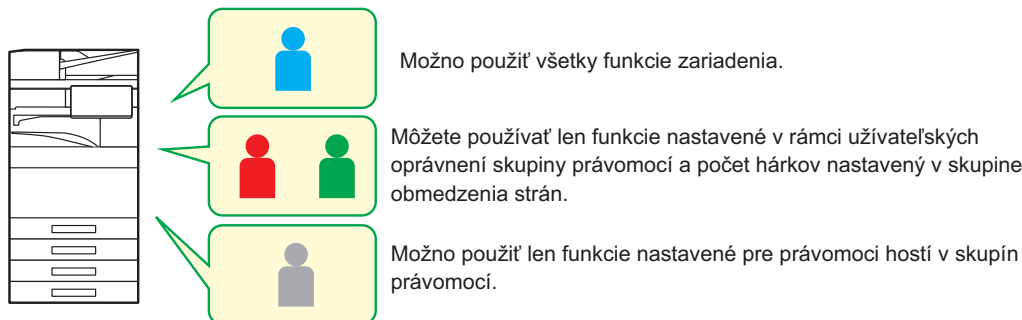 Možno použiť všetky funkcie zariadenia.
Môžete používať len funkcie nastavené v rámci užívateľských
oprávnení skupiny právomocí a počet hárkov nastavený v skupine
obmedzenia strán.
Možno použiť len funkcie nastavené pre právomoci hostí v skupín
právomocí.